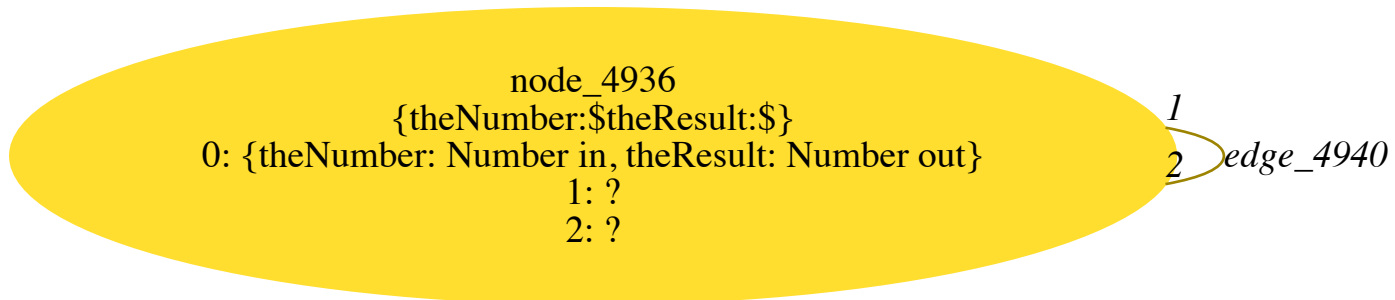 node_4936
{theNumber:$theResult:$}
0: {theNumber: Number in, theResult: Number out}
1: ?
2: ?
1
2
edge_4940